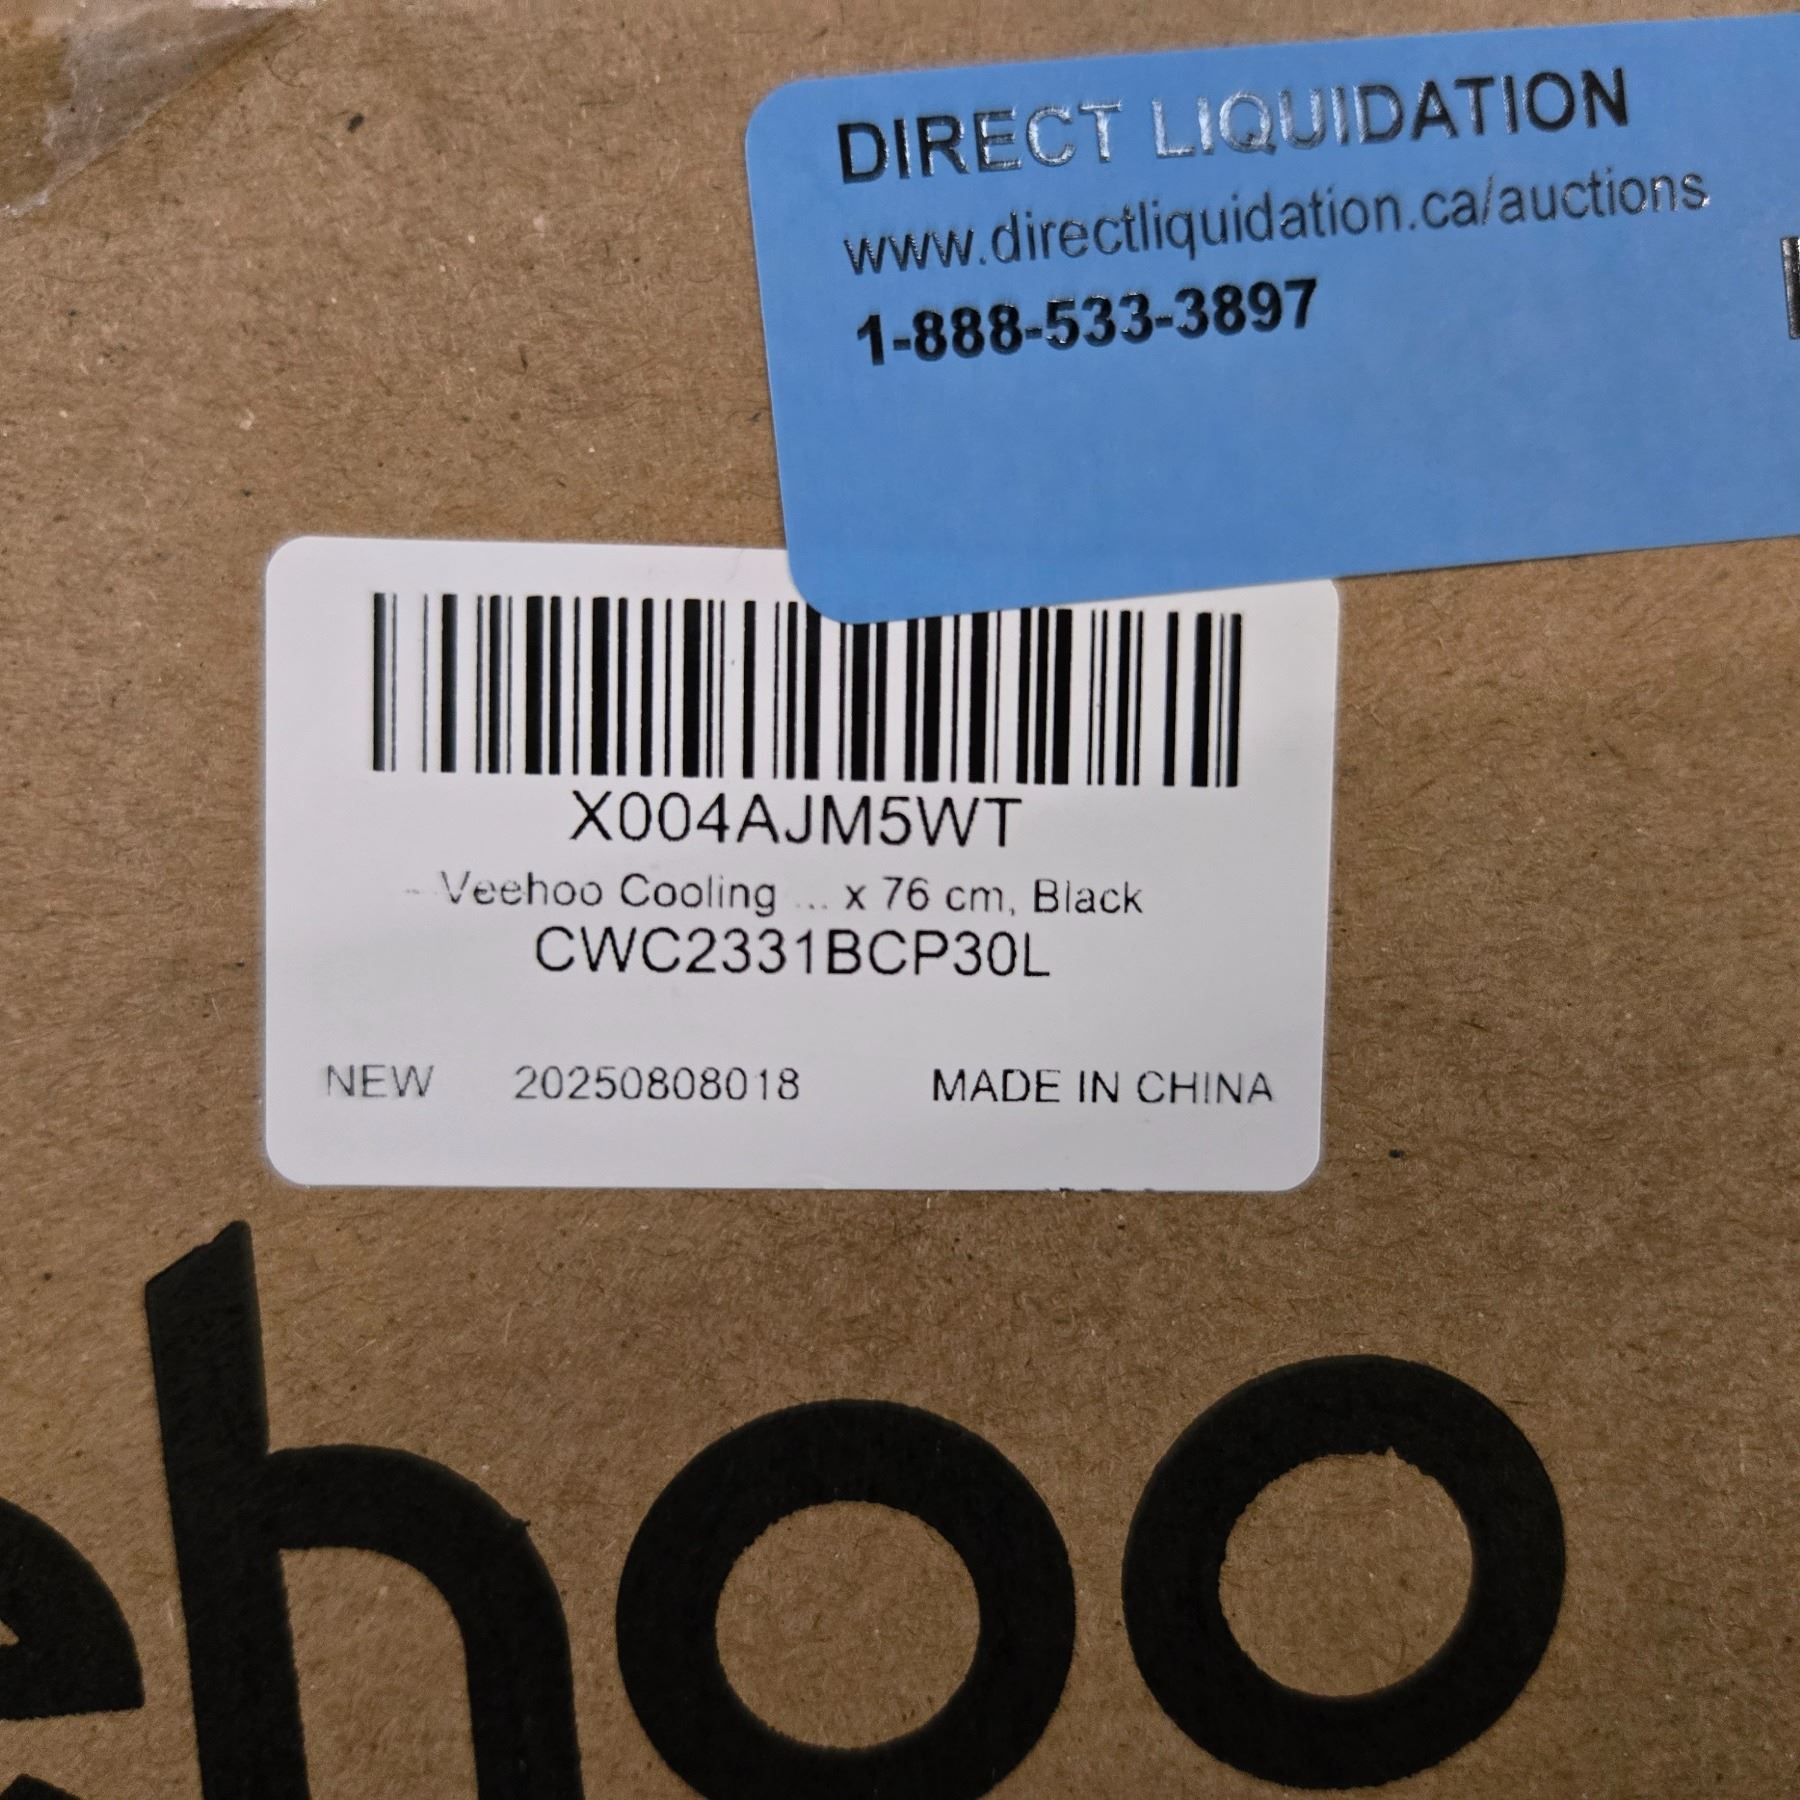 DIRECT LIQUIDATION
www.directliquidation.ca/auctions
1-888-533-3897
X004AJM5WT
Veehoo Cooling ... x 76 cm, Black
CWC2331BCP30L
NEW 20250808018 MADE IN CHINA
ehoo